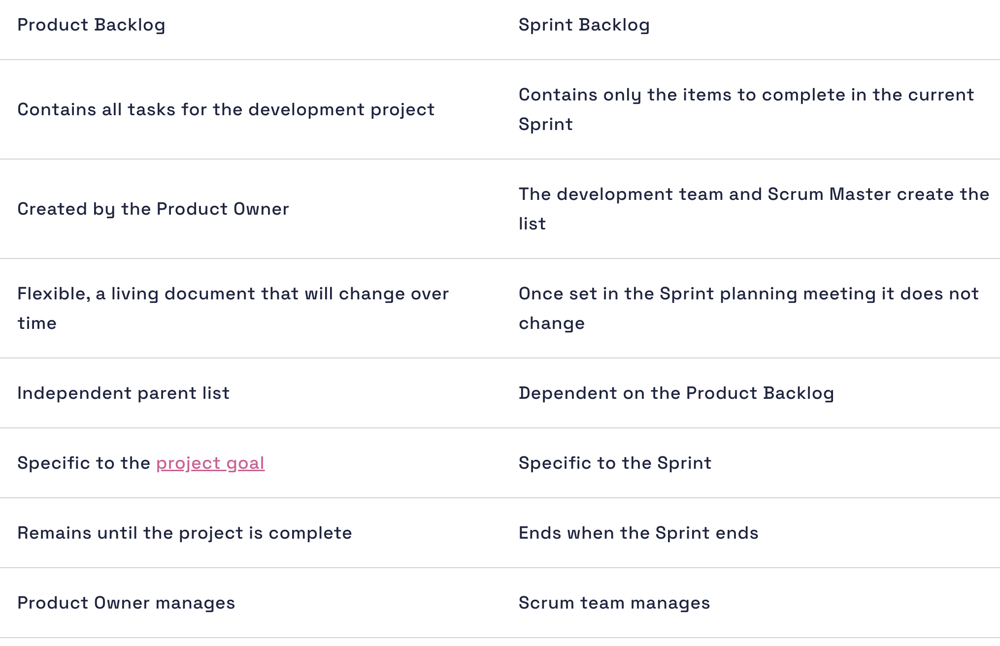 Product Backlog
Sprint Backlog
Contains all tasks for the development project
Contains only the items to complete in the current
Sprint
Created by the Product Owner
The development team and Scrum Master create the
list
Flexible, a living document that will change over
time
Once set in the Sprint planning meeting it does not
change
Independent parent list
Dependent on the Product Backlog
Specific to the project goal
Specific to the Sprint
Remains until the project is complete
Ends when the Sprint ends
Product Owner manages
Scrum team manages